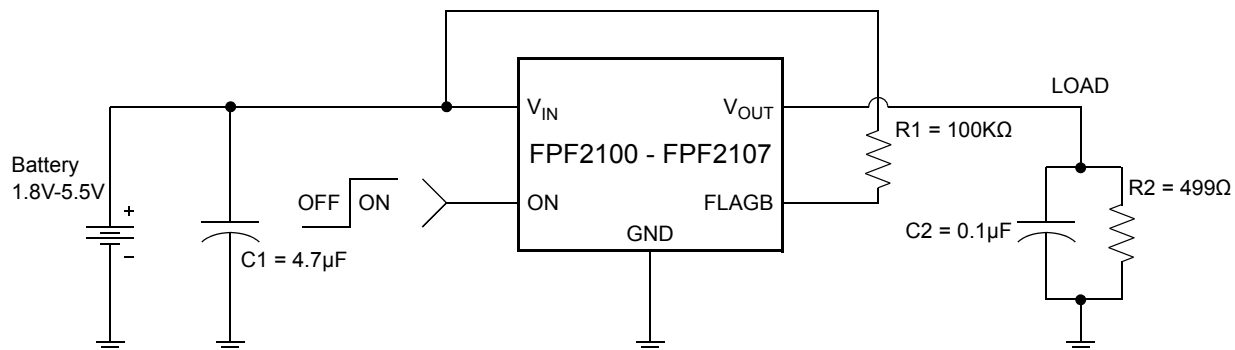 LOAD
VIN
VOUT
R1 = 100KΩ
FPF2100 - FPF2107
Battery
1.8V-5.5V
+
−
OFF
ON
ON
FLAGB
R2 = 499Ω
GND
C2 = 0.1µF
C1 = 4.7µF